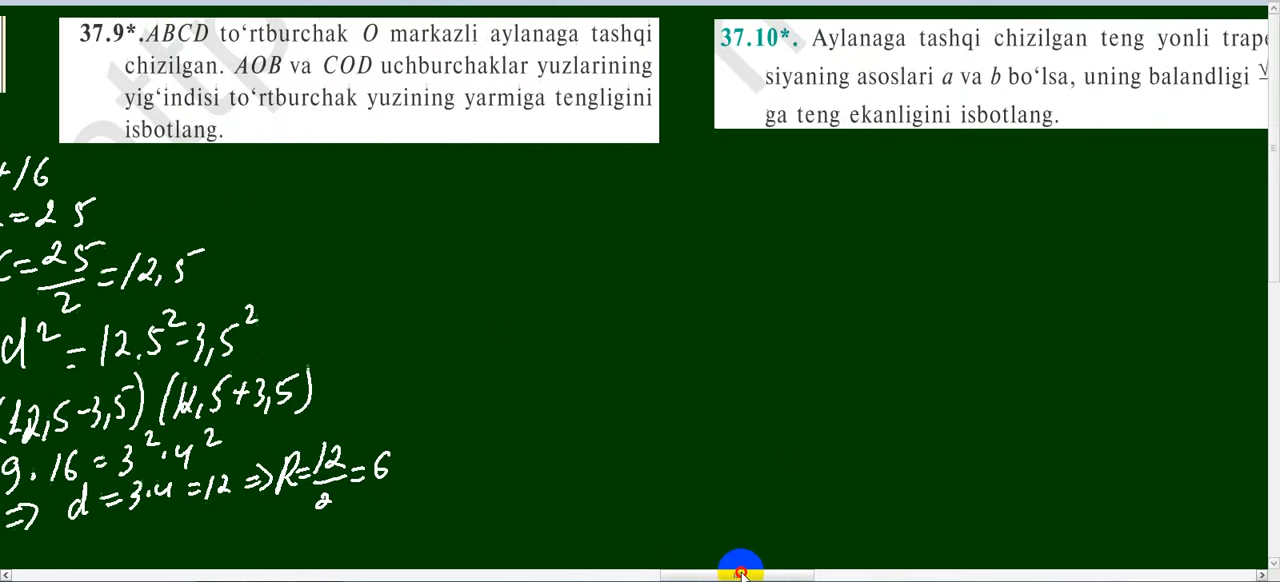 37.9*. ABCD to‘rtburchak O markazli aylanaga tashqi
chizilgan. AOB va COD uchburchaklar yuzlarining
yig‘indisi to‘rtburchak yuzining yarmiga tengligini
isbotlang.
37.10*. Aylanaga tashqi chizilgan teng yonli trape
siyaning asoslari a va b bo‘lsa, uning balandligi √
ga teng ekanligini isbotlang.
+16
=25
c=25/2=12,5
d²=12.5²-3,5²
(12,5-3,5)(12,5+3,5)
9.16=3².4²
⇒ d=3.4=12⇒R=12/2=6